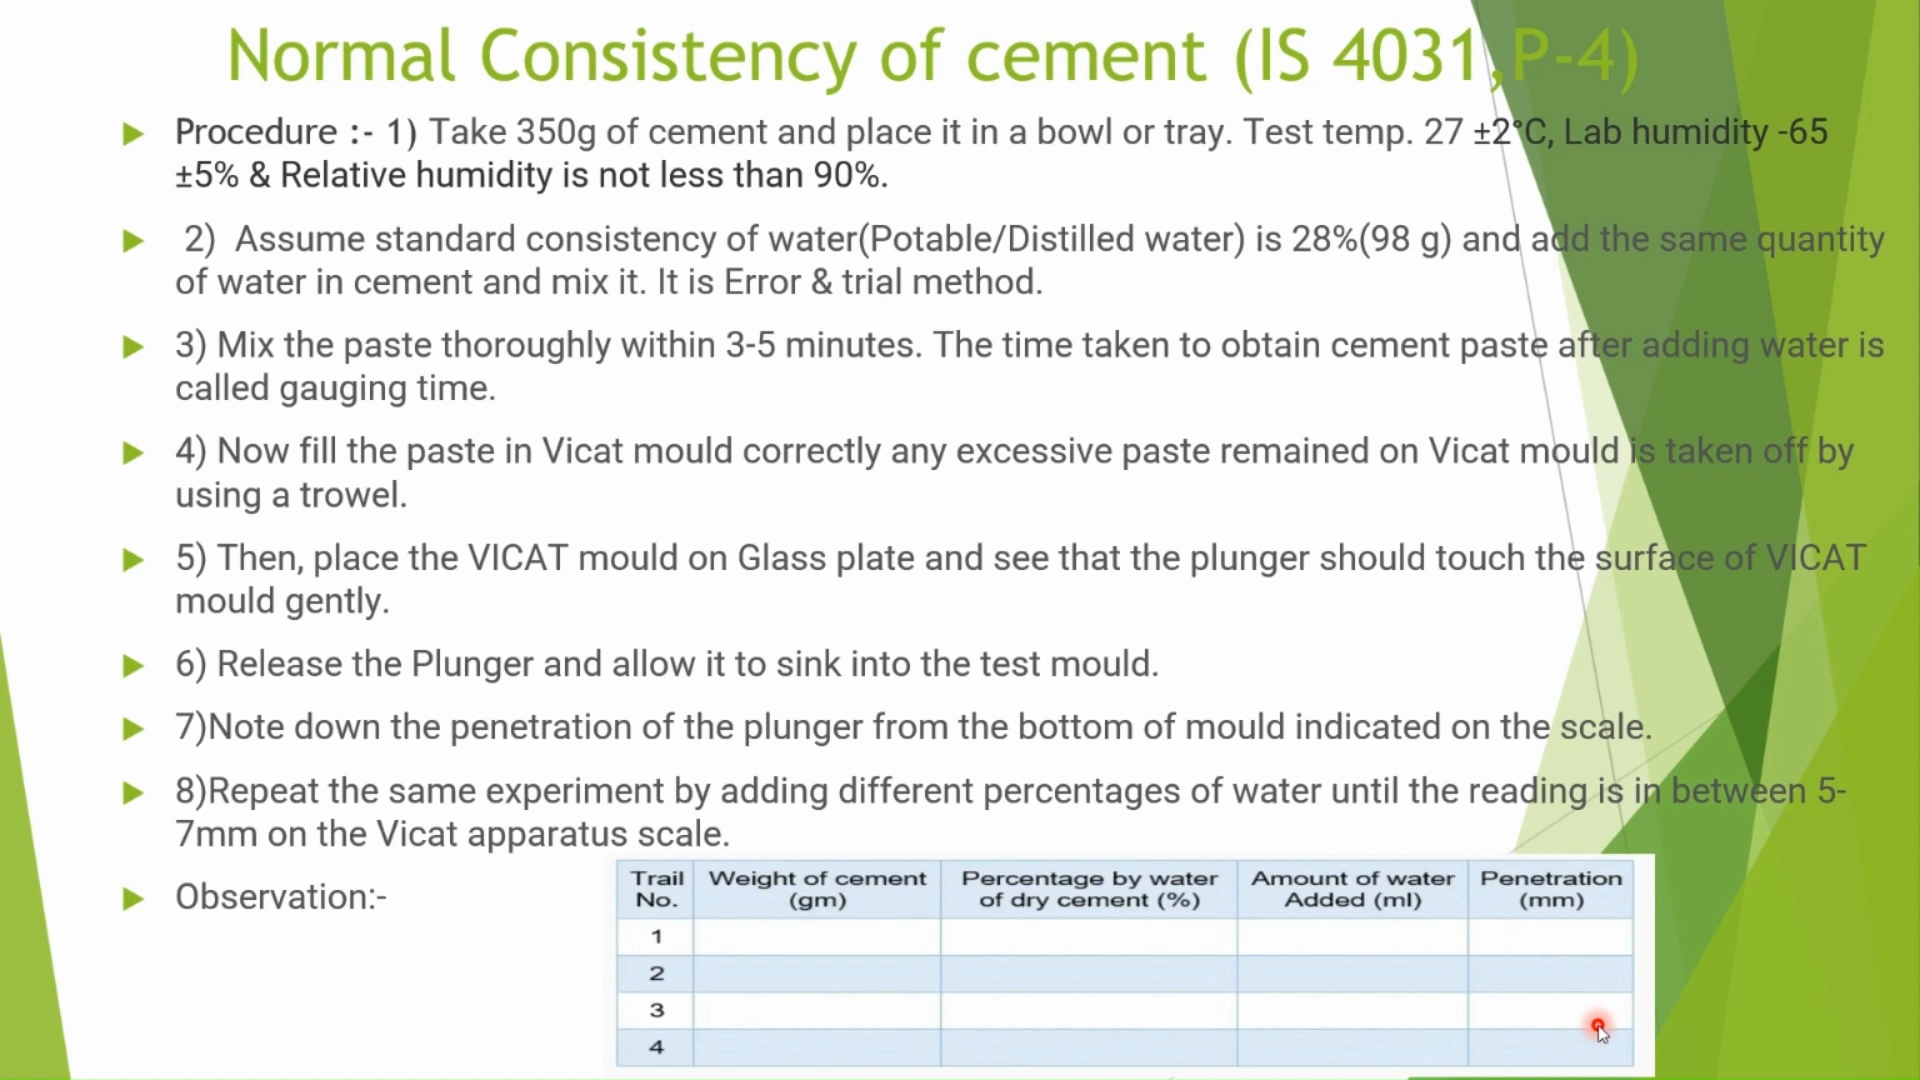 Normal Consistency of cement (IS 4031,P-4)
Procedure :- 1) Take 350g of cement and place it in a bowl or tray. Test temp. 27 ±2°C, Lab humidity -65
±5% & Relative humidity is not less than 90%.
2) Assume standard consistency of water(Potable/Distilled water) is 28%(98 g) and add the same quantity
of water in cement and mix it. It is Error & trial method.
3) Mix the paste thoroughly within 3-5 minutes. The time taken to obtain cement paste after adding water is
called gauging time.
4) Now fill the paste in Vicat mould correctly any excessive paste remained on Vicat mould is taken off by
using a trowel.
5) Then, place the VICAT mould on Glass plate and see that the plunger should touch the surface of VICAT
mould gently.
6) Release the Plunger and allow it to sink into the test mould.
7)Note down the penetration of the plunger from the bottom of mould indicated on the scale.
8)Repeat the same experiment by adding different percentages of water until the reading is in between 5-
7mm on the Vicat apparatus scale.
Observation:-
Trail Weight of cement Percentage by water Amount of water Penetration
No. (gm) of dry cement (%) Added (ml) (mm)
1
2
3
4